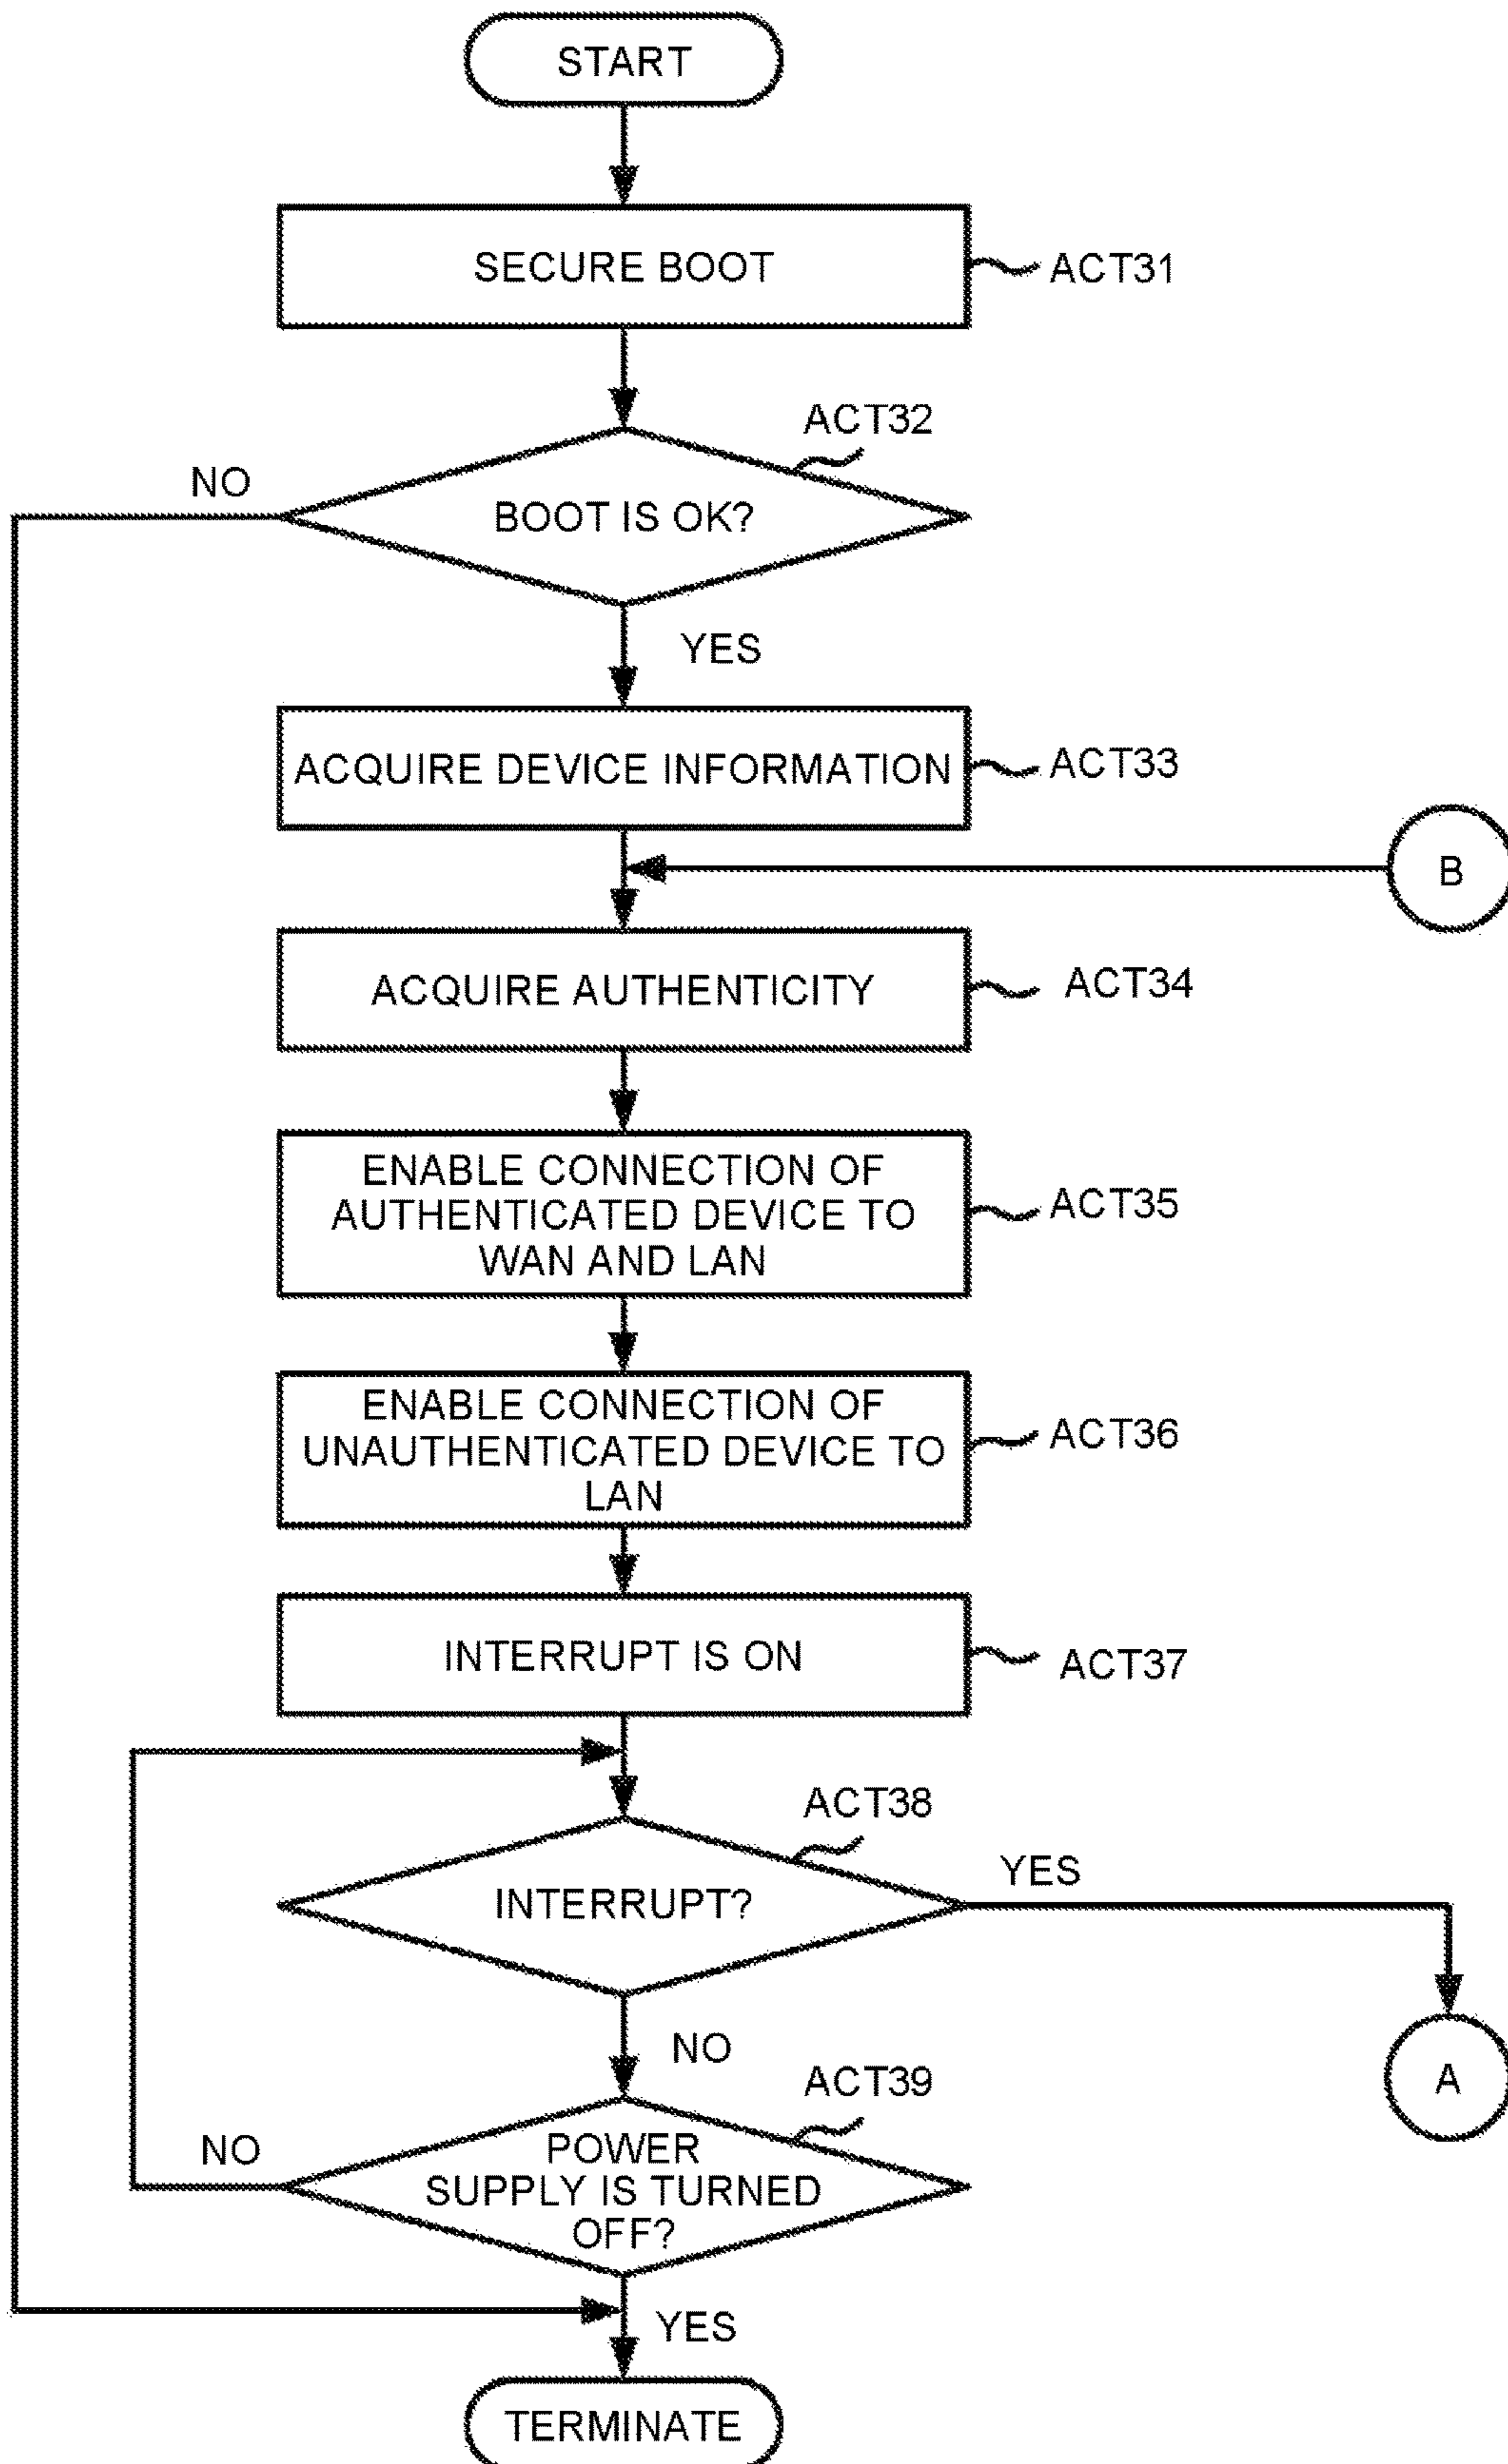 START
SECURE BOOT
ACT31
ACT32
NO
BOOT IS OK?
YES
ACQUIRE DEVICE INFORMATION
ACT33
B
ACQUIRE AUTHENTICITY
ACT34
ENABLE CONNECTION OF
AUTHENTICATED DEVICE TO
WAN AND LAN
ACT35
ENABLE CONNECTION OF
UNAUTHENTICATED DEVICE TO
LAN
ACT36
INTERRUPT IS ON
ACT37
ACT38
INTERRUPT?
YES
A
NO
ACT39
NO
POWER
SUPPLY IS TURNED
OFF?
YES
TERMINATE